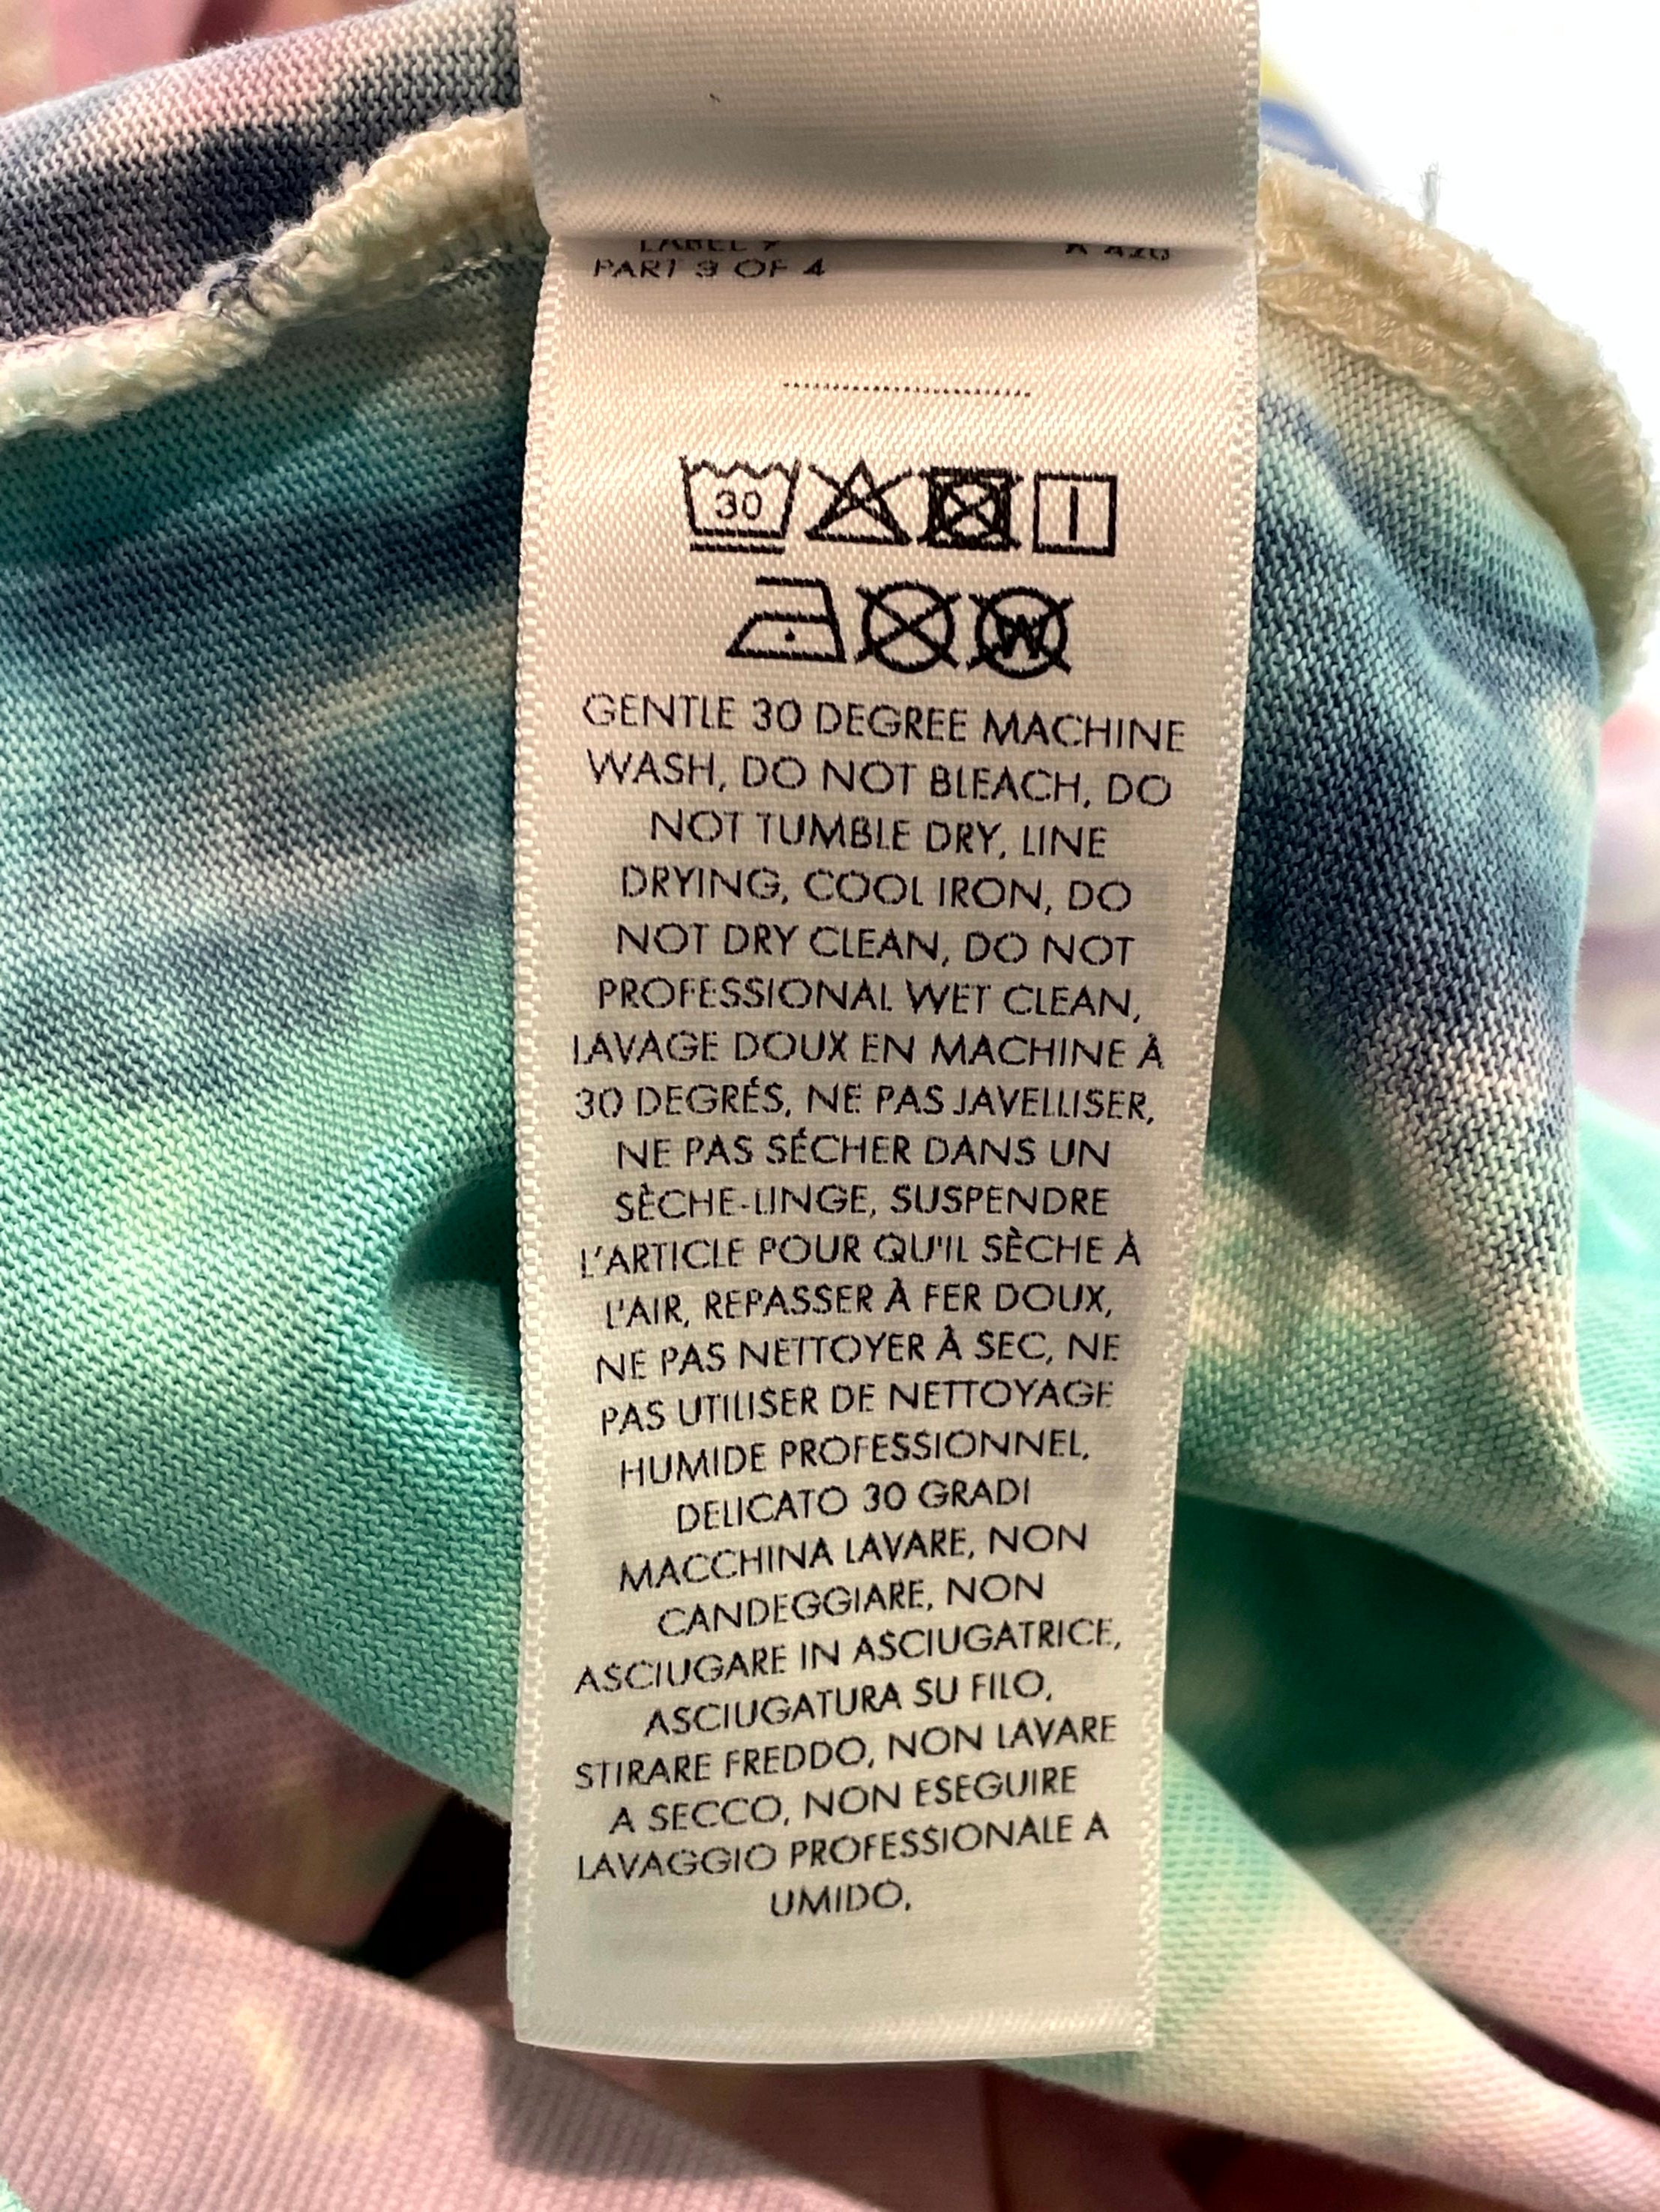 PART 3 OF 4
30
W
GENTLE 30 DEGREE MACHINE
WASH, DO NOT BLEACH, DO
NOT TUMBLE DRY, LINE
DRYING, COOL IRON, DO
NOT DRY CLEAN, DO NOT
PROFESSIONAL WET CLEAN,
LAVAGE DOUX EN MACHINE À
30 DEGRÉS, NE PAS JAVELLISER,
NE PAS SÉCHER DANS UN
SÈCHE-LINGE, SUSPENDRE
L'ARTICLE POUR QU'IL SÈCHE À
L'AIR, REPASSER À FER DOUX,
NE PAS NETTOYER À SEC, NE
PAS UTILISER DE NETTOYAGE
HUMIDE PROFESSIONNEL,
DELICATO 30 GRADI
MACCHINA LAVARE, NON
CANDEGGIARE, NON
ASCIUGARE IN ASCIUGATRICE,
ASCIUGATURA SU FILO,
STIRARE FREDDO, NON LAVARE
A SECCO, NON ESEGUIRE
LAVAGGIO PROFESSIONALE A
UMIDO,